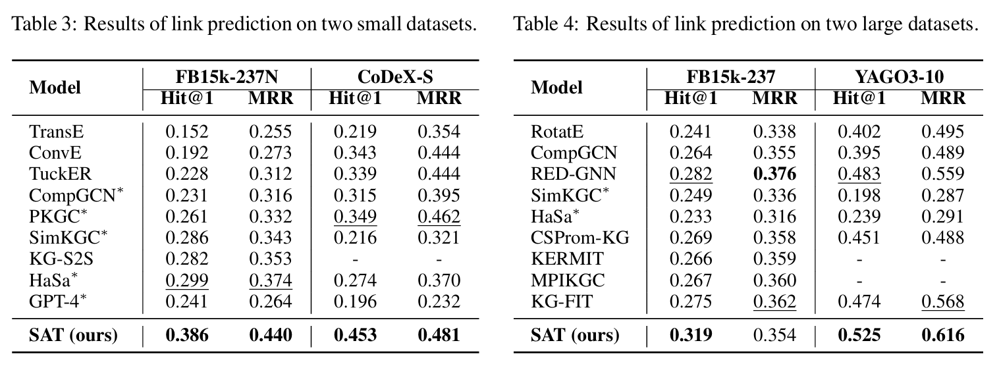 Table 3: Results of link prediction on two small datasets.
Model FB15k-237N CoDeX-S
Hit@1 MRR Hit@1 MRR
TransE 0.152 0.255 0.219 0.354
ConvE 0.192 0.273 0.343 0.444
TuckER 0.228 0.312 0.339 0.444
CompGCN* 0.231 0.316 0.315 0.395
PKGC* 0.261 0.332 0.349 0.462
SimKGC* 0.286 0.343 0.216 0.321
KG-S2S 0.282 0.353 - -
HaSa* 0.299 0.374 0.274 0.370
GPT-4* 0.241 0.264 0.196 0.232
SAT (ours) 0.386 0.440 0.453 0.481
Table 4: Results of link prediction on two large datasets.
Model FB15k-237 YAGO3-10
Hit@1 MRR Hit@1 MRR
RotatE 0.241 0.338 0.402 0.495
CompGCN 0.264 0.355 0.395 0.489
RED-GNN 0.282 0.376 0.483 0.559
SimKGC* 0.249 0.336 0.198 0.287
HaSa* 0.233 0.316 0.239 0.291
CSProm-KG 0.269 0.358 0.451 0.488
KERMIT 0.266 0.359 - -
MPIKGC 0.267 0.360 - -
KG-FIT 0.275 0.362 0.474 0.568
SAT (ours) 0.319 0.354 0.525 0.616